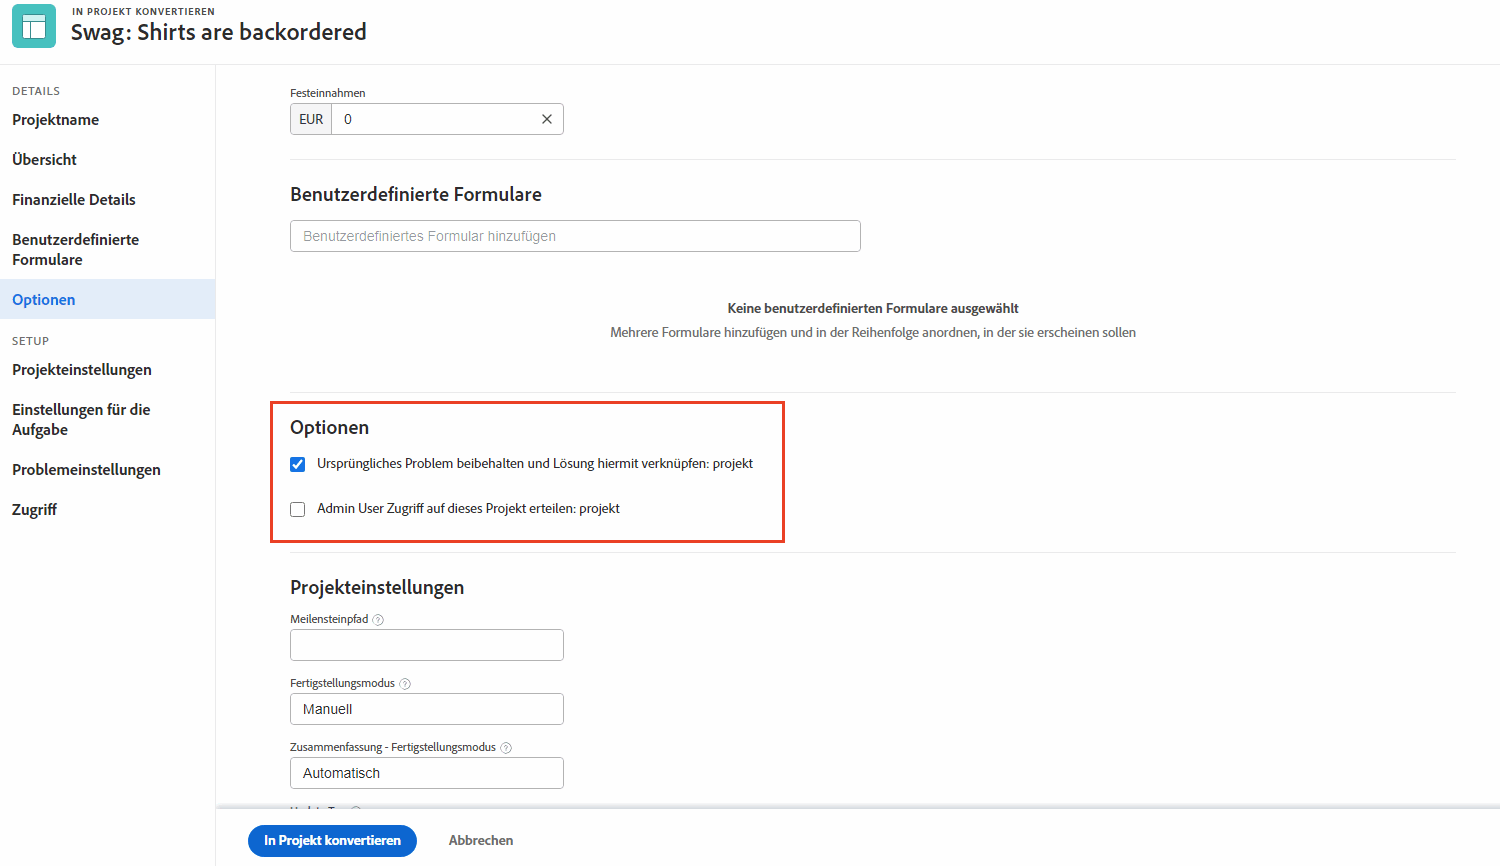 IN PROJEKT KONVERTIEREN
Swag: Shirts are backordered
DETAILS
Projektname
Übersicht
Finanzielle Details
Benutzerdefinierte
Formulare
Optionen
SETUP
Projekteinstellungen
Einstellungen für die
Aufgabe
Problemeinstellungen
Zugriff
Festeinnahmen
EUR 0
Benutzerdefinierte Formulare
Benutzerdefiniertes Formular hinzufügen
Keine benutzerdefinierten Formulare ausgewählt
Mehrere Formulare hinzufügen und in der Reihenfolge anordnen, in der sie erscheinen sollen
Optionen
Ursprüngliches Problem beibehalten und Lösung hiermit verknüpfen: projekt
Admin User Zugriff auf dieses Projekt erteilen: projekt
Projekteinstellungen
Meilensteinpfad ?
Fertigstellungsmodus ?
Manuell
Zusammenfassung - Fertigstellungsmodus ?
Automatisch
In Projekt konvertieren Abbrechen